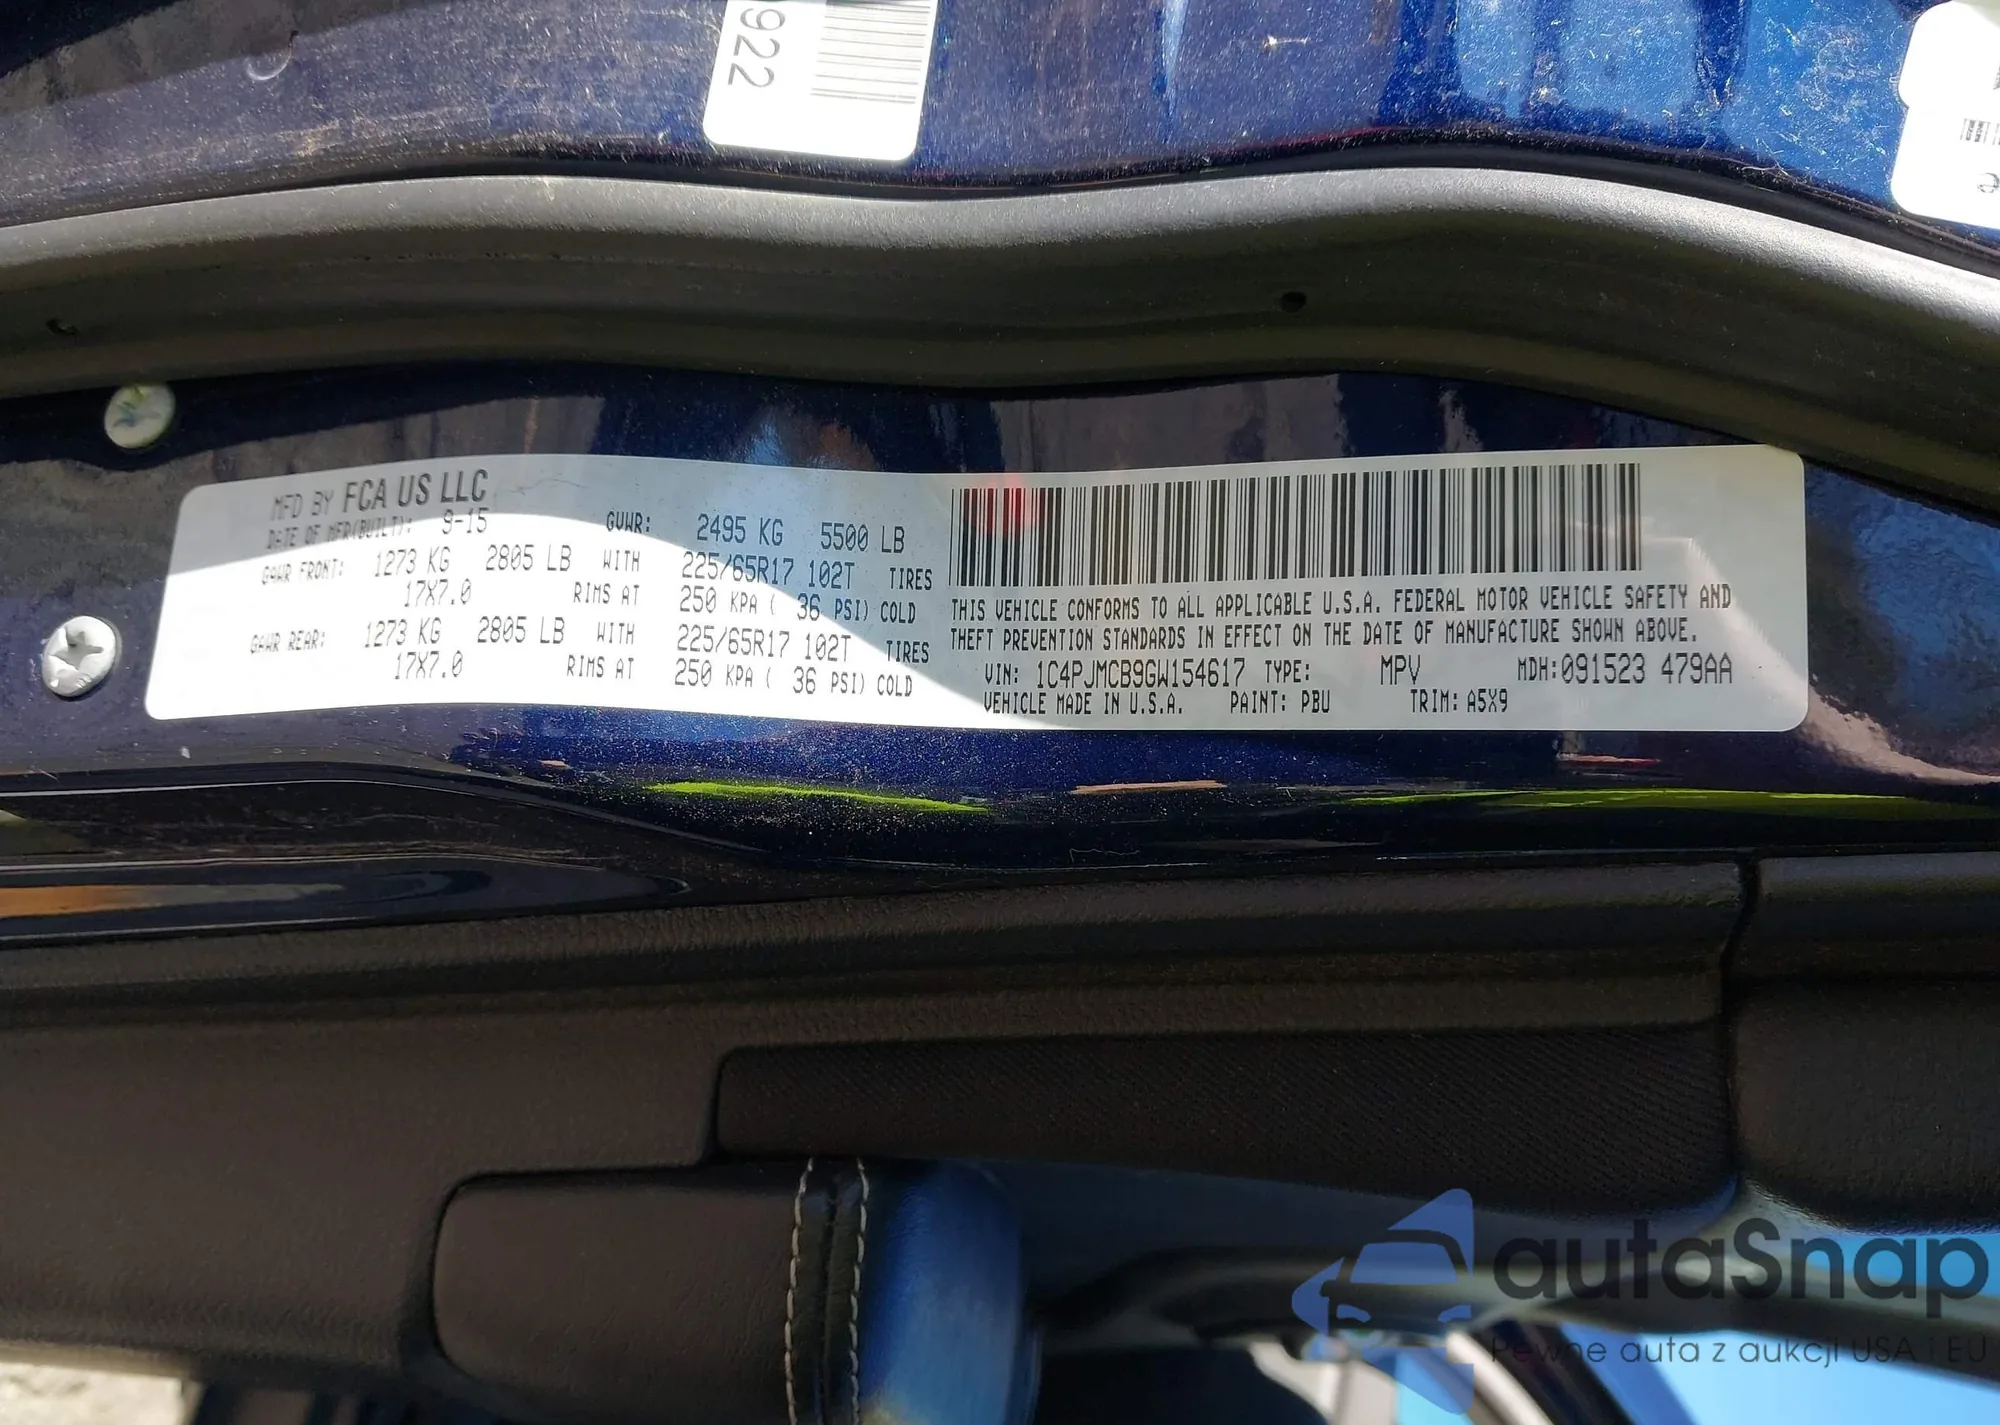 922
e
MFD BY FCA US LLC
DATE OF MFR(BUILT): 9-15 GVWR: 2495 KG 5500 LB
GAWR FRONT: 1273 KG 2805 LB WITH 225/65R17 102T TIRES
17X7.0 RIMS AT 250 KPA ( 36 PSI) COLD
GAWR REAR: 1273 KG 2805 LB WITH 225/65R17 102T TIRES
17X7.0 RIMS AT 250 KPA ( 36 PSI) COLD
THIS VEHICLE CONFORMS TO ALL APPLICABLE U.S.A. FEDERAL MOTOR VEHICLE SAFETY AND
THEFT PREVENTION STANDARDS IN EFFECT ON THE DATE OF MANUFACTURE SHOWN ABOVE.
VIN: 1C4PJMCB9GW154617 TYPE: MPV MDH:091523 479AA
VEHICLE MADE IN U.S.A. PAINT: PBU TRIM: A5X9
autaSnap
Pewne auta z aukcji USA i EU